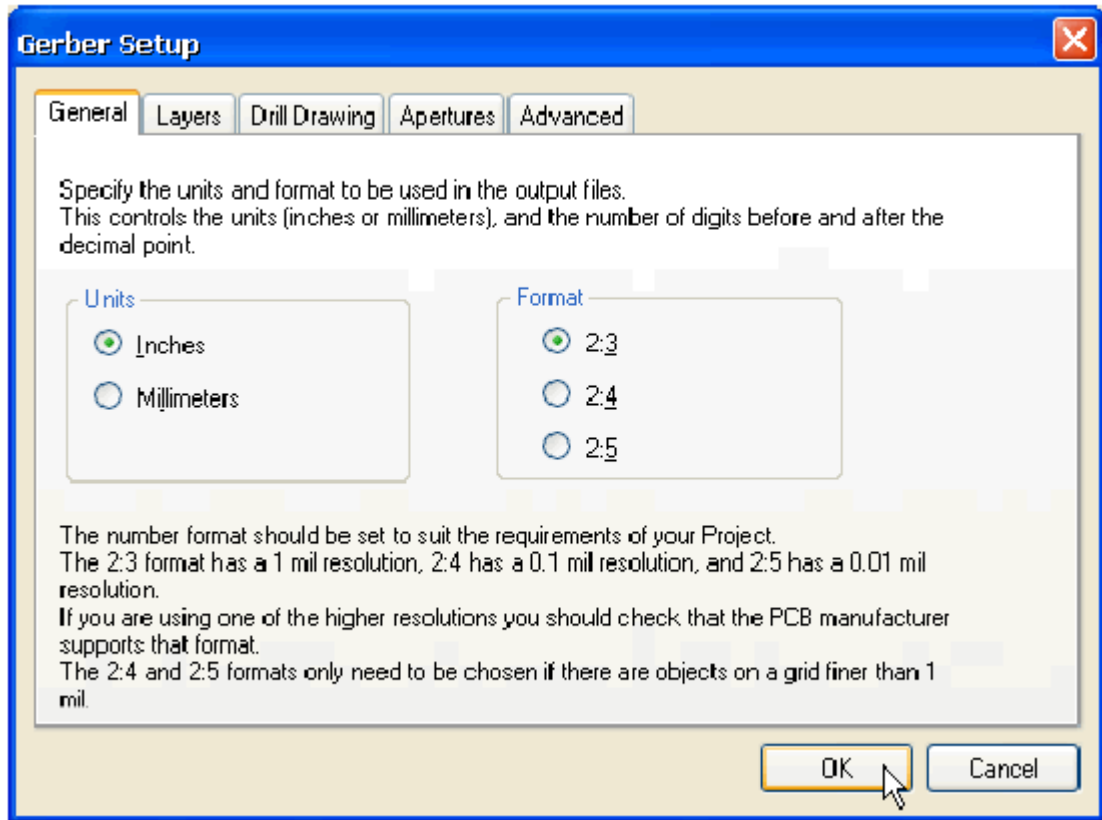 Gerber Setup
General Layers Drill Drawing Apertures Advanced
Specify the units and format to be used in the output files.
This controls the units (inches or millimeters), and the number of digits before and after the
decimal point.
Units
Inches
Millimeters
Format
2:3
2:4
2:5
The number format should be set to suit the requirements of your Project.
The 2:3 format has a 1 mil resolution, 2:4 has a 0.1 mil resolution, and 2:5 has a 0.01 mil
resolution.
If you are using one of the higher resolutions you should check that the PCB manufacturer
supports that format.
The 2:4 and 2:5 formats only need to be chosen if there are objects on a grid finer than 1
mil.
OK Cancel